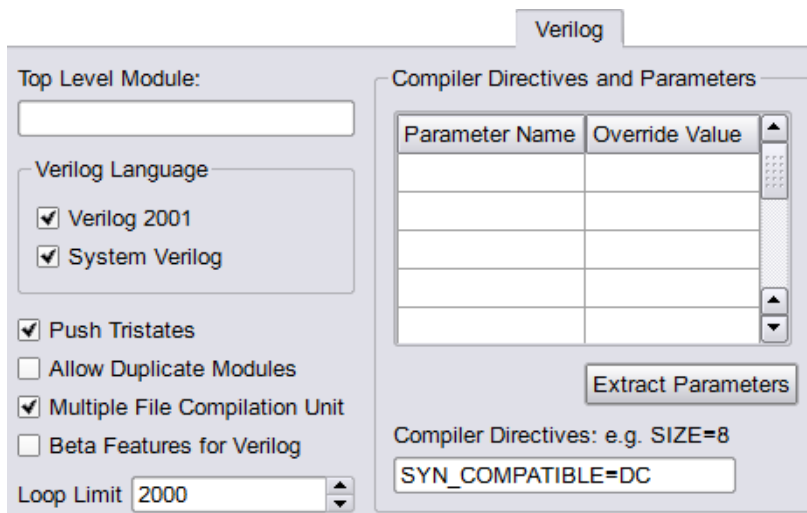 Verilog
Top Level Module:
Verilog Language
Verilog 2001
System Verilog
Push Tristates
Allow Duplicate Modules
Multiple File Compilation Unit
Beta Features for Verilog
Loop Limit 2000
Compiler Directives and Parameters
Parameter Name Override Value
Extract Parameters
Compiler Directives: e.g. SIZE=8
SYN_COMPATIBLE=DC